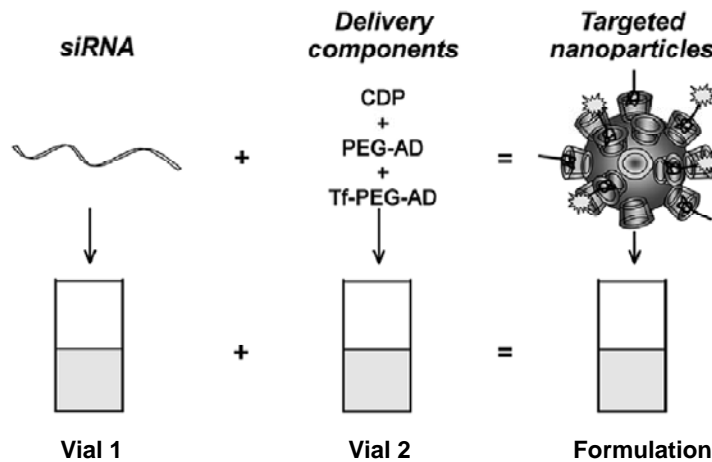 siRNA
Delivery
components
Targeted
nanoparticles
CDP
+
PEG-AD
+
Tf-PEG-AD
+
=
+
=
Vial 1
Vial 2
Formulation